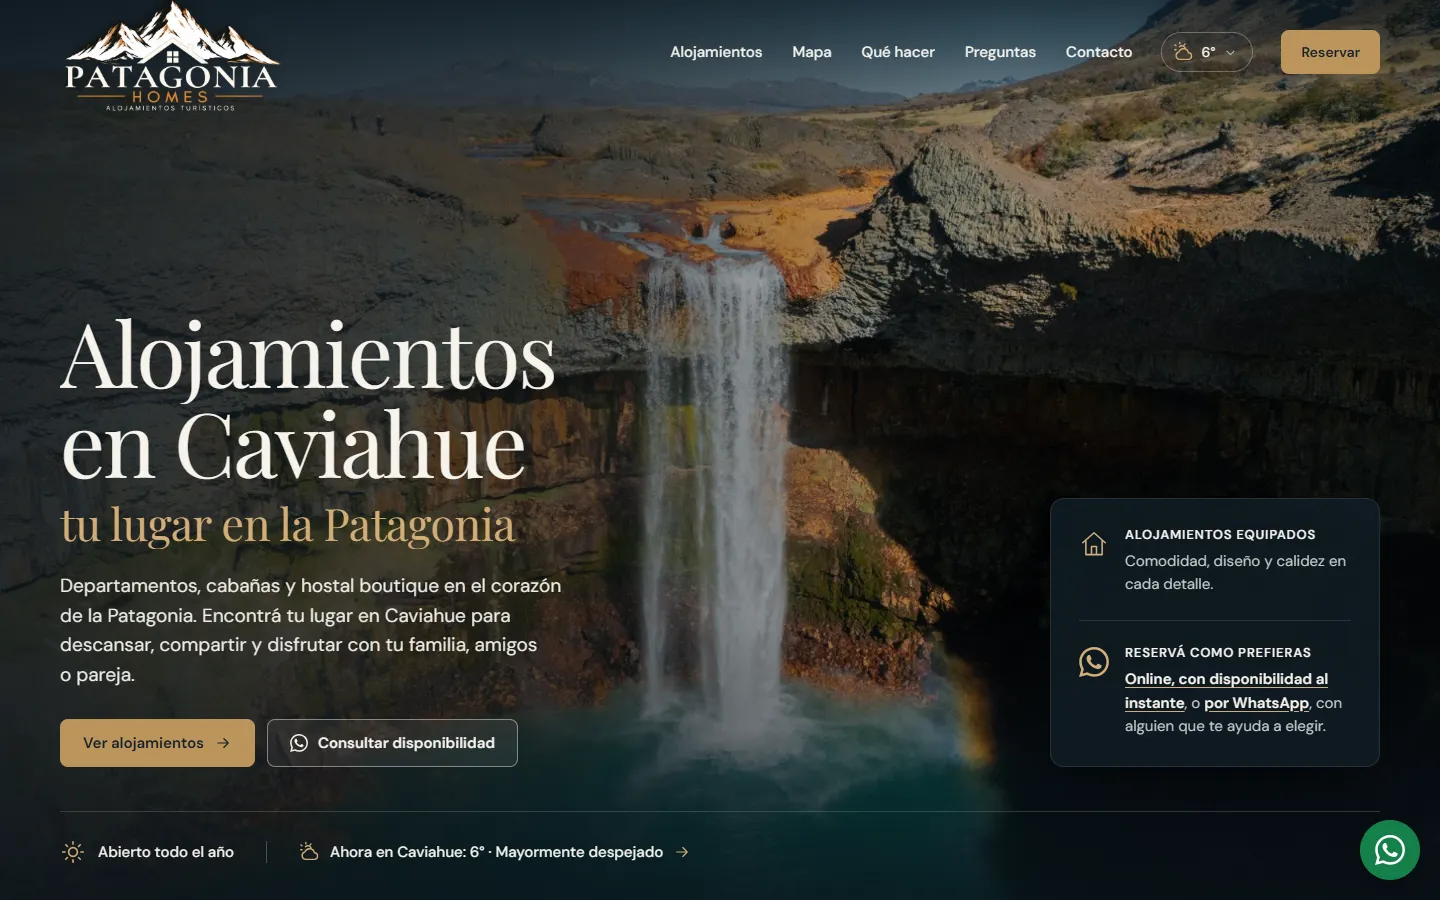 PATAGONIA
HOMES
ALOJAMIENTOS TURÍSTICOS
Alojamientos
Mapa
Qué hacer
Preguntas
Contacto
6°
Reservar
Alojamientos
en Caviahue
tu lugar en la Patagonia
Departamentos, cabañas y hostal boutique en el corazón
de la Patagonia. Encontrá tu lugar en Caviahue para
descansar, compartir y disfrutar con tu familia, amigos
o pareja.
Ver alojamientos →
Consultar disponibilidad
ALOJAMIENTOS EQUIPADOS
Comodidad, diseño y calidez en
cada detalle.
RESERVÁ COMO PREFIERAS
Online, con disponibilidad al
instante, o por WhatsApp, con
alguien que te ayuda a elegir.
Abierto todo el año
Ahora en Caviahue: 6° · Mayormente despejado →